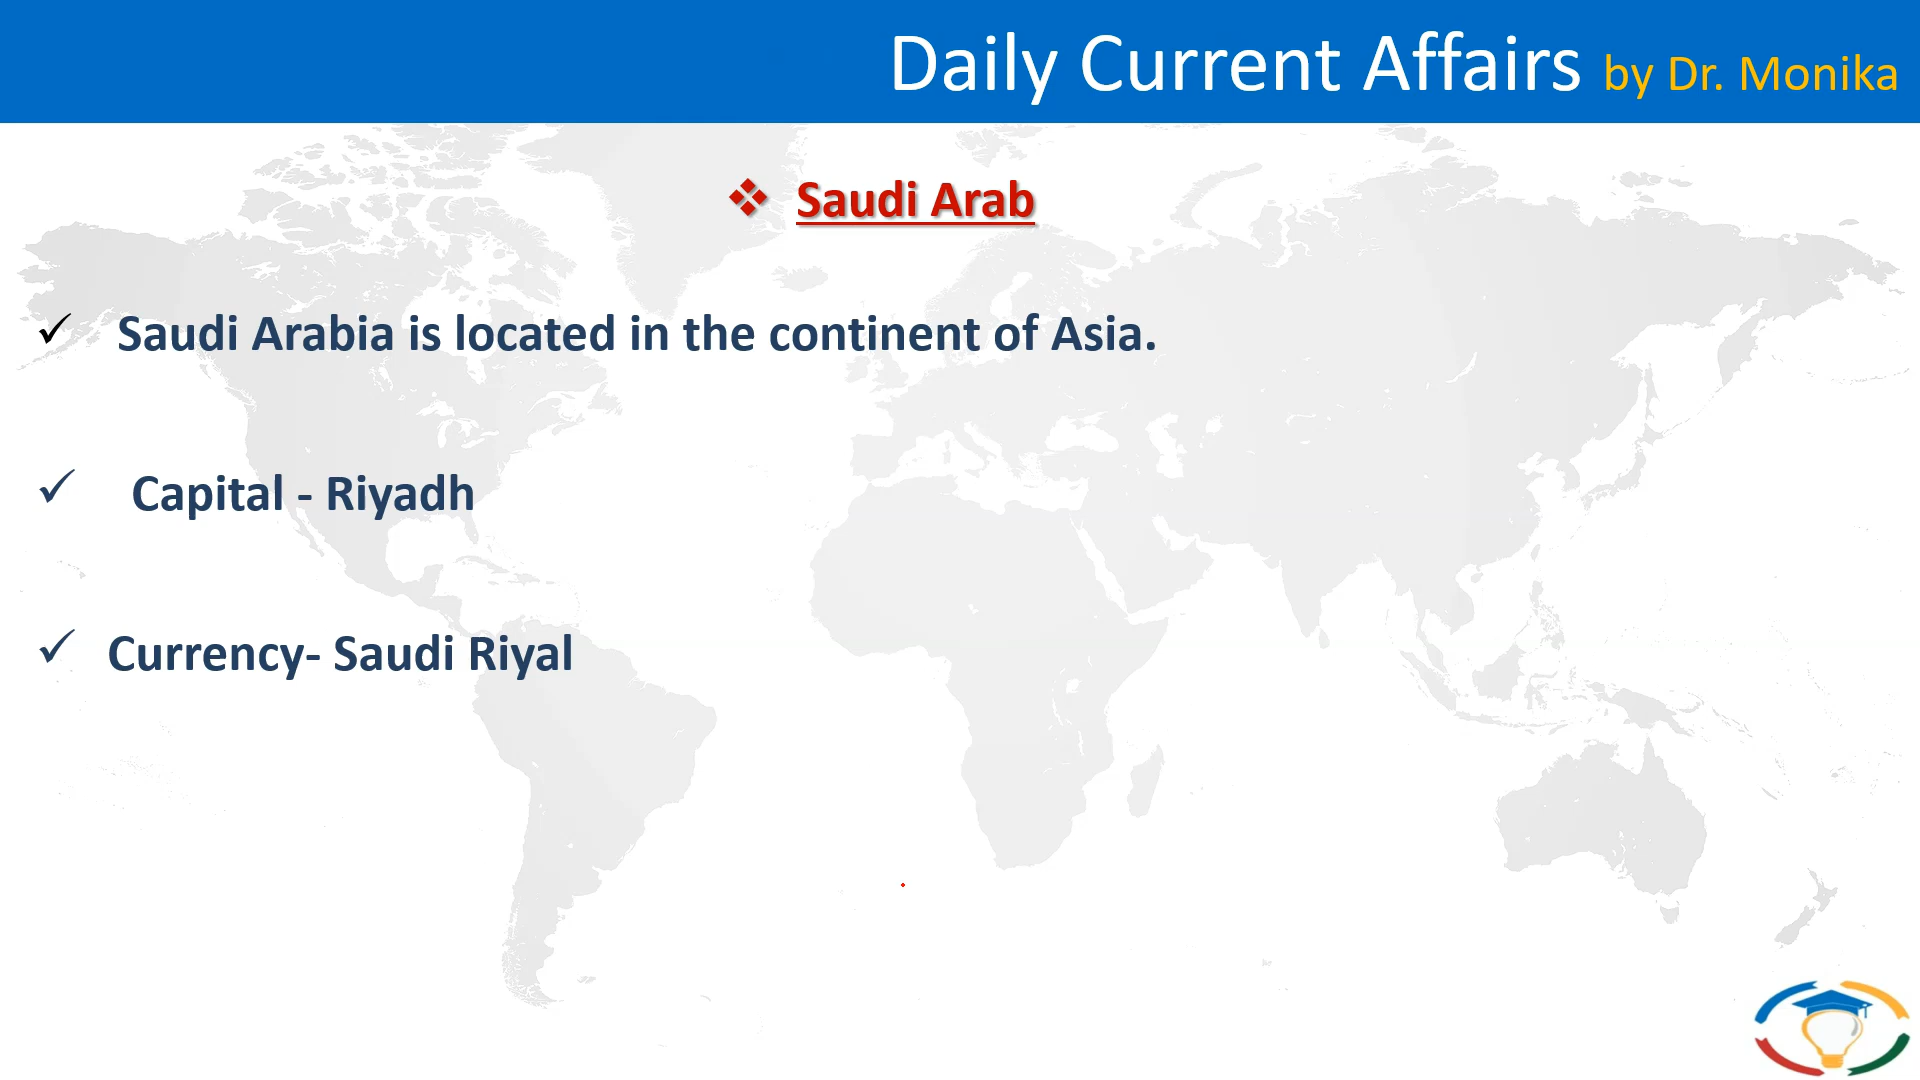 Daily Current Affairs by Dr. Monika
❖ Saudi Arab
✓ Saudi Arabia is located in the continent of Asia.
✓ Capital - Riyadh
✓ Currency- Saudi Riyal